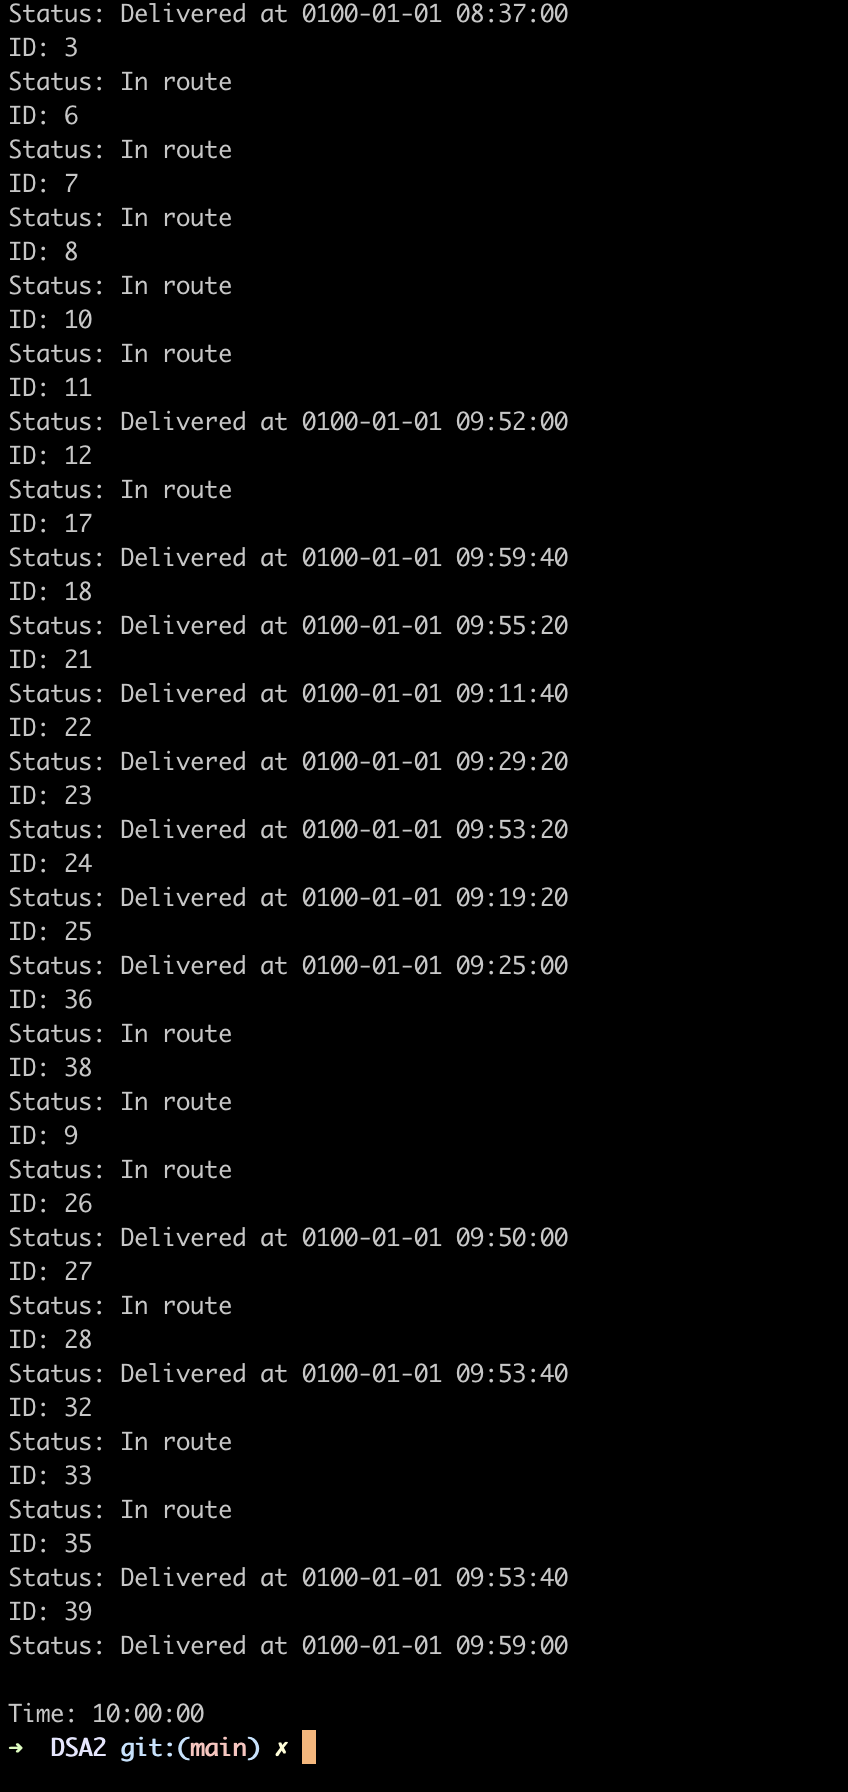 Status: Delivered at 0100-01-01 08:37:00
ID: 3
Status: In route
ID: 6
Status: In route
ID: 7
Status: In route
ID: 8
Status: In route
ID: 10
Status: In route
ID: 11
Status: Delivered at 0100-01-01 09:52:00
ID: 12
Status: In route
ID: 17
Status: Delivered at 0100-01-01 09:59:40
ID: 18
Status: Delivered at 0100-01-01 09:55:20
ID: 21
Status: Delivered at 0100-01-01 09:11:40
ID: 22
Status: Delivered at 0100-01-01 09:29:20
ID: 23
Status: Delivered at 0100-01-01 09:53:20
ID: 24
Status: Delivered at 0100-01-01 09:19:20
ID: 25
Status: Delivered at 0100-01-01 09:25:00
ID: 36
Status: In route
ID: 38
Status: In route
ID: 9
Status: In route
ID: 26
Status: Delivered at 0100-01-01 09:50:00
ID: 27
Status: In route
ID: 28
Status: Delivered at 0100-01-01 09:53:40
ID: 32
Status: In route
ID: 33
Status: In route
ID: 35
Status: Delivered at 0100-01-01 09:53:40
ID: 39
Status: Delivered at 0100-01-01 09:59:00
Time: 10:00:00
→ DSA2 git:(main) ✗